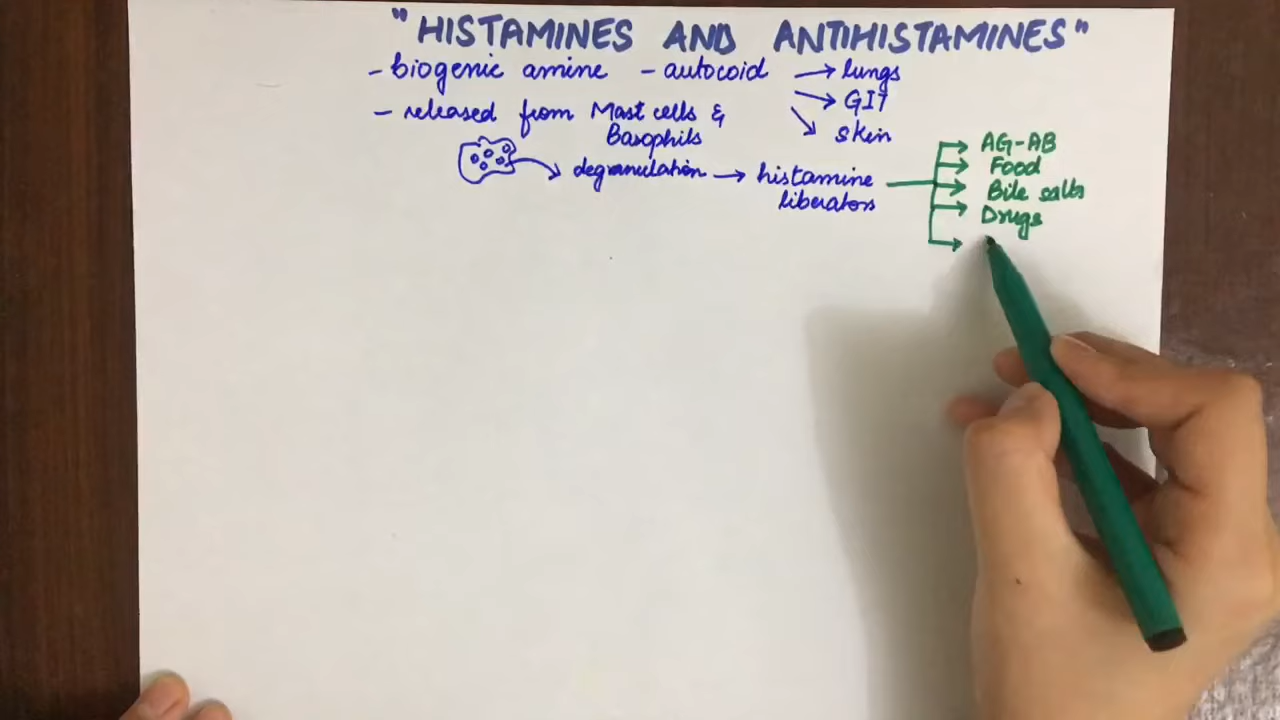 "HISTAMINES AND ANTIHISTAMINES"
- biogenic amine - autocoid → lungs
→ GIT
→ skin
- released from Mast cells &
Basophils
→ degranulation → histamine
liberators
→ AG-AB
→ Food
→ Bile salts
→ Drugs
→